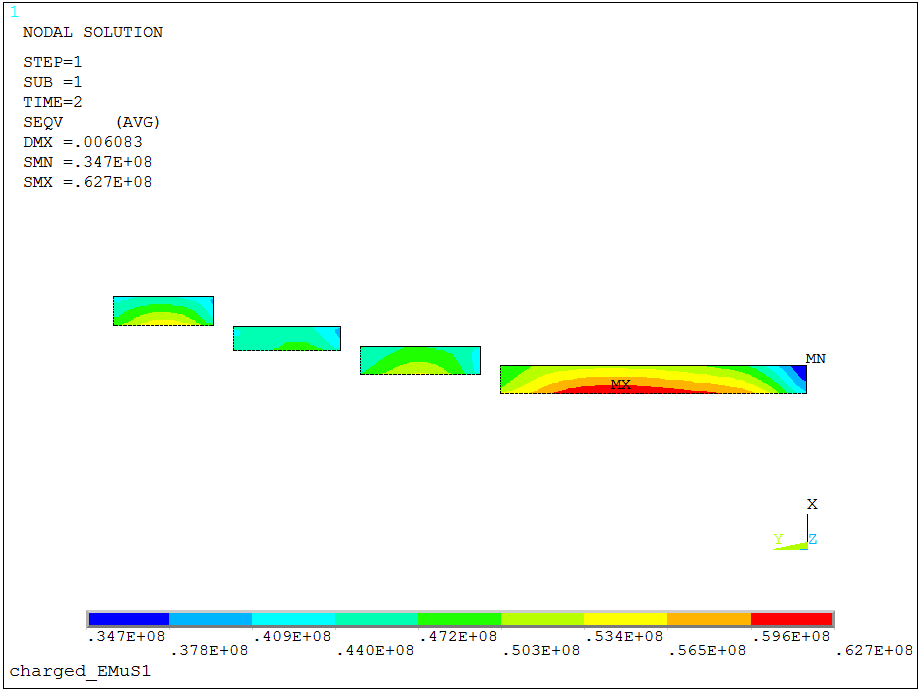 1
NODAL SOLUTION
STEP=1
SUB =1
TIME=2
SEQV     (AVG)
DMX =.006083
SMN =.347E+08
SMX =.627E+08
MN
MX
X
Y Z
.347E+08 .409E+08 .472E+08 .534E+08 .596E+08
.378E+08 .440E+08 .503E+08 .565E+08 .627E+08
charged_EMuS1